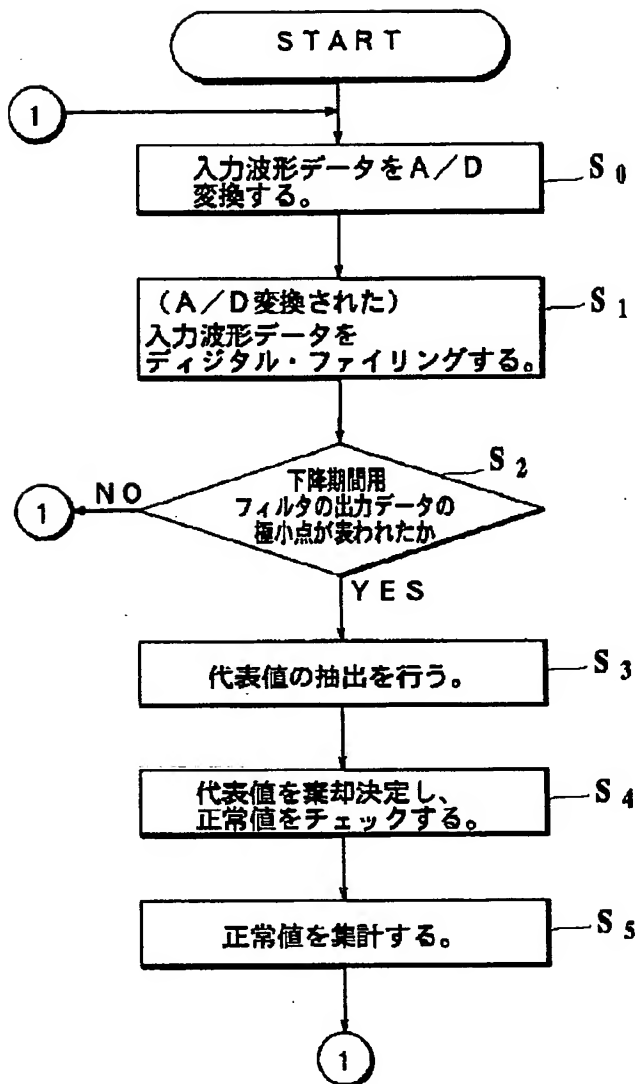 START
1
入力波形データをA/D
変換する。
S0
(A/D変換された)
入力波形データを
ディジタル・ファイリングする。
S1
下降期間用
フィルタの出力データの
極小点が表われたか
S2
NO
1
YES
代表値の抽出を行う。
S3
代表値を棄却決定し、
正常値をチェックする。
S4
正常値を集計する。
S5
1